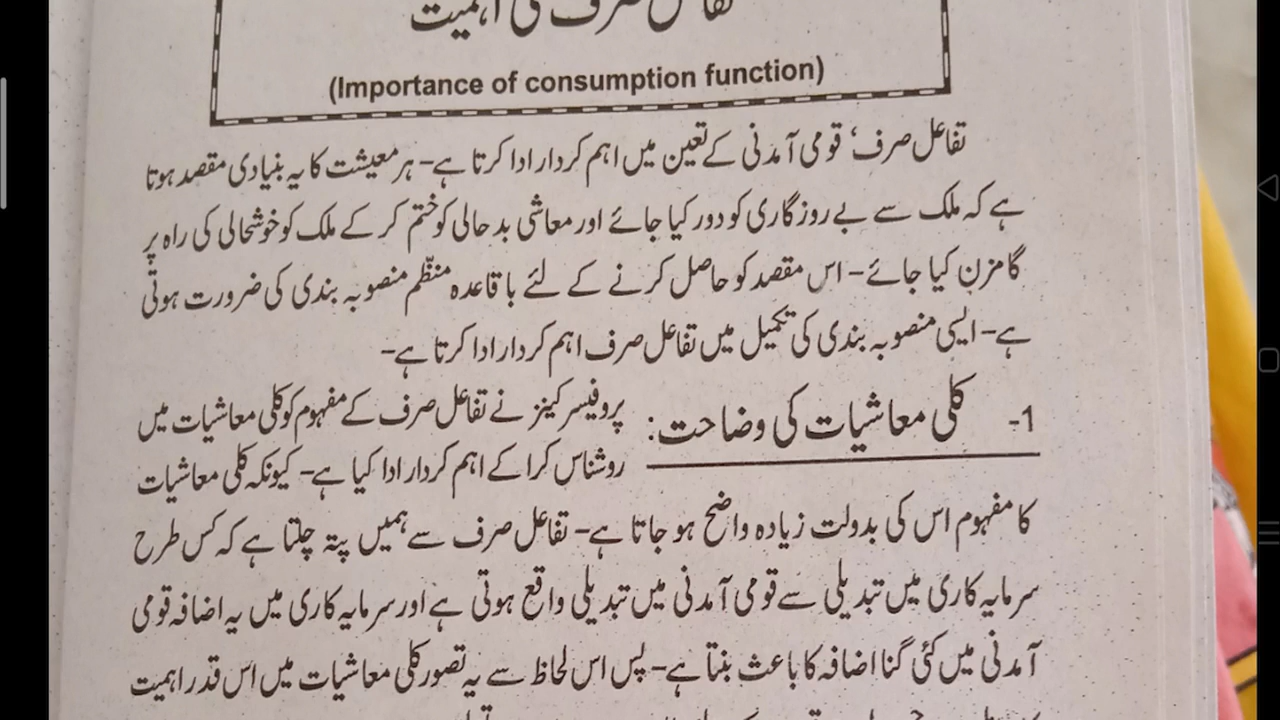 تفاعل صرف کی اہمیت
(Importance of consumption function)
تفاعل صرف، قومی آمدنی کے تعین میں اہم کردار ادا کرتا ہے- ہر معیشت کا یہ بنیادی مقصد ہوتا
ہے کہ ملک سے بے روزگاری کو دور کیا جائے اور معاشی بدحالی کو ختم کر کے ملک کو خوشحالی کی راہ پر
گامزن کیا جائے- اس مقصد کو حاصل کرنے کے لئے باقاعدہ منظّم منصوبہ بندی کی ضرورت ہوتی
ہے- ایسی منصوبہ بندی کی تکمیل میں تفاعل صرف اہم کردار ادا کرتا ہے-
1- کلی معاشیات کی وضاحت: پروفیسر کینز نے تفاعل صرف کے مفہوم کو کلی معاشیات میں
روشناس کرا کے اہم کردار ادا کیا ہے- کیونکہ کلی معاشیات
کا مفہوم اس کی بدولت زیادہ واضح ہو جاتا ہے- تفاعل صرف سے ہمیں پتہ چلتا ہے کہ کس طرح
سرمایہ کاری میں تبدیلی سے قومی آمدنی میں تبدیلی واقع ہوتی ہے اور سرمایہ کاری میں یہ اضافہ قومی
آمدنی میں کئی گنا اضافہ کا باعث بنتا ہے- پس اس لحاظ سے یہ تصور کلی معاشیات میں اس قدر اہمیت